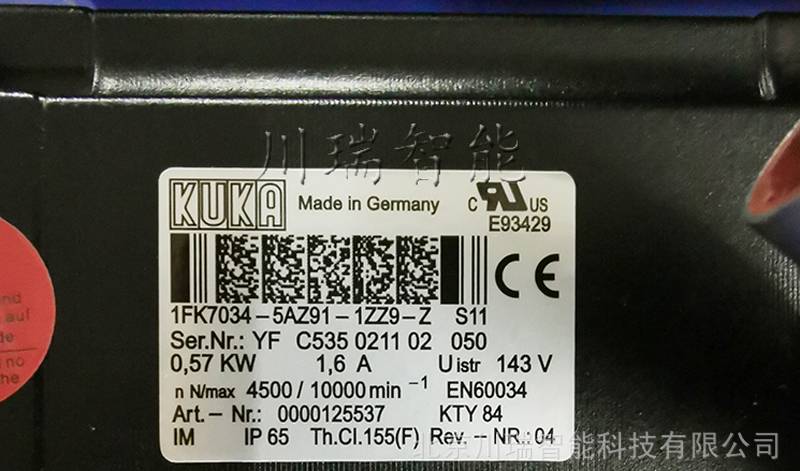 川瑞智能
KUKA Made in Germany C US
E93429
CE
1FK7034-5AZ91-1ZZ9-Z S11
Ser.Nr.: YF C535 0211 02 050
0,57 KW 1,6 A U istr 143 V
n N/max 4500 / 10000 min -1 EN60034
Art.- Nr.: 0000125537 KTY 84
IM IP 65 Th.Cl.155(F) Rev. -- NR.: 04
auf
no
北京川瑞智能科技有限公司